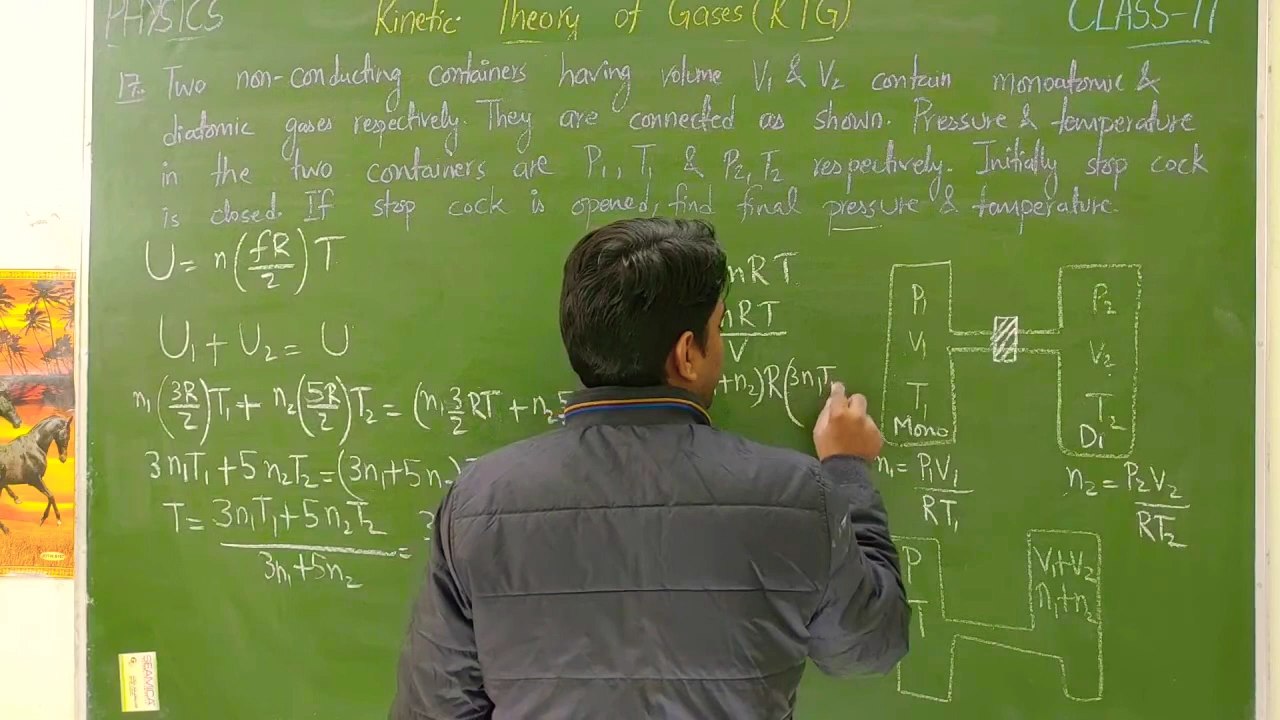 PHYSICS Kinetic Theory of Gases (KTG) CLASS-11
17. Two non-conducting containers having volume V₁ & V₂ contain monoatomic &
diatomic gases respectively. They are connected as shown. Pressure & temperature
in the two containers are P₁, T₁ & P₂, T₂ respectively. Initially stop cock
is closed. If stop cock is opened, find final pressure & temperature.
U = n(fR/2)T
U₁ + U₂ = U
n₁(3R/2)T₁ + n₂(5R/2)T₂ = (n₁ 3/2 RT + n₂ 5
3n₁T₁ + 5n₂T₂ = (3n₁+5n₂)
T = (3n₁T₁ + 5n₂T₂)/(3n₁+5n₂) =
nRT
nRT/V
+n₂)R(3n₁T
P₁
V₁
T₁
Mono
P₂
V₂
T₂
Di
n₁ = P₁V₁/RT₁
n₂ = P₂V₂/RT₂
P
T
V₁+V₂
n₁+n₂
SEAMICA